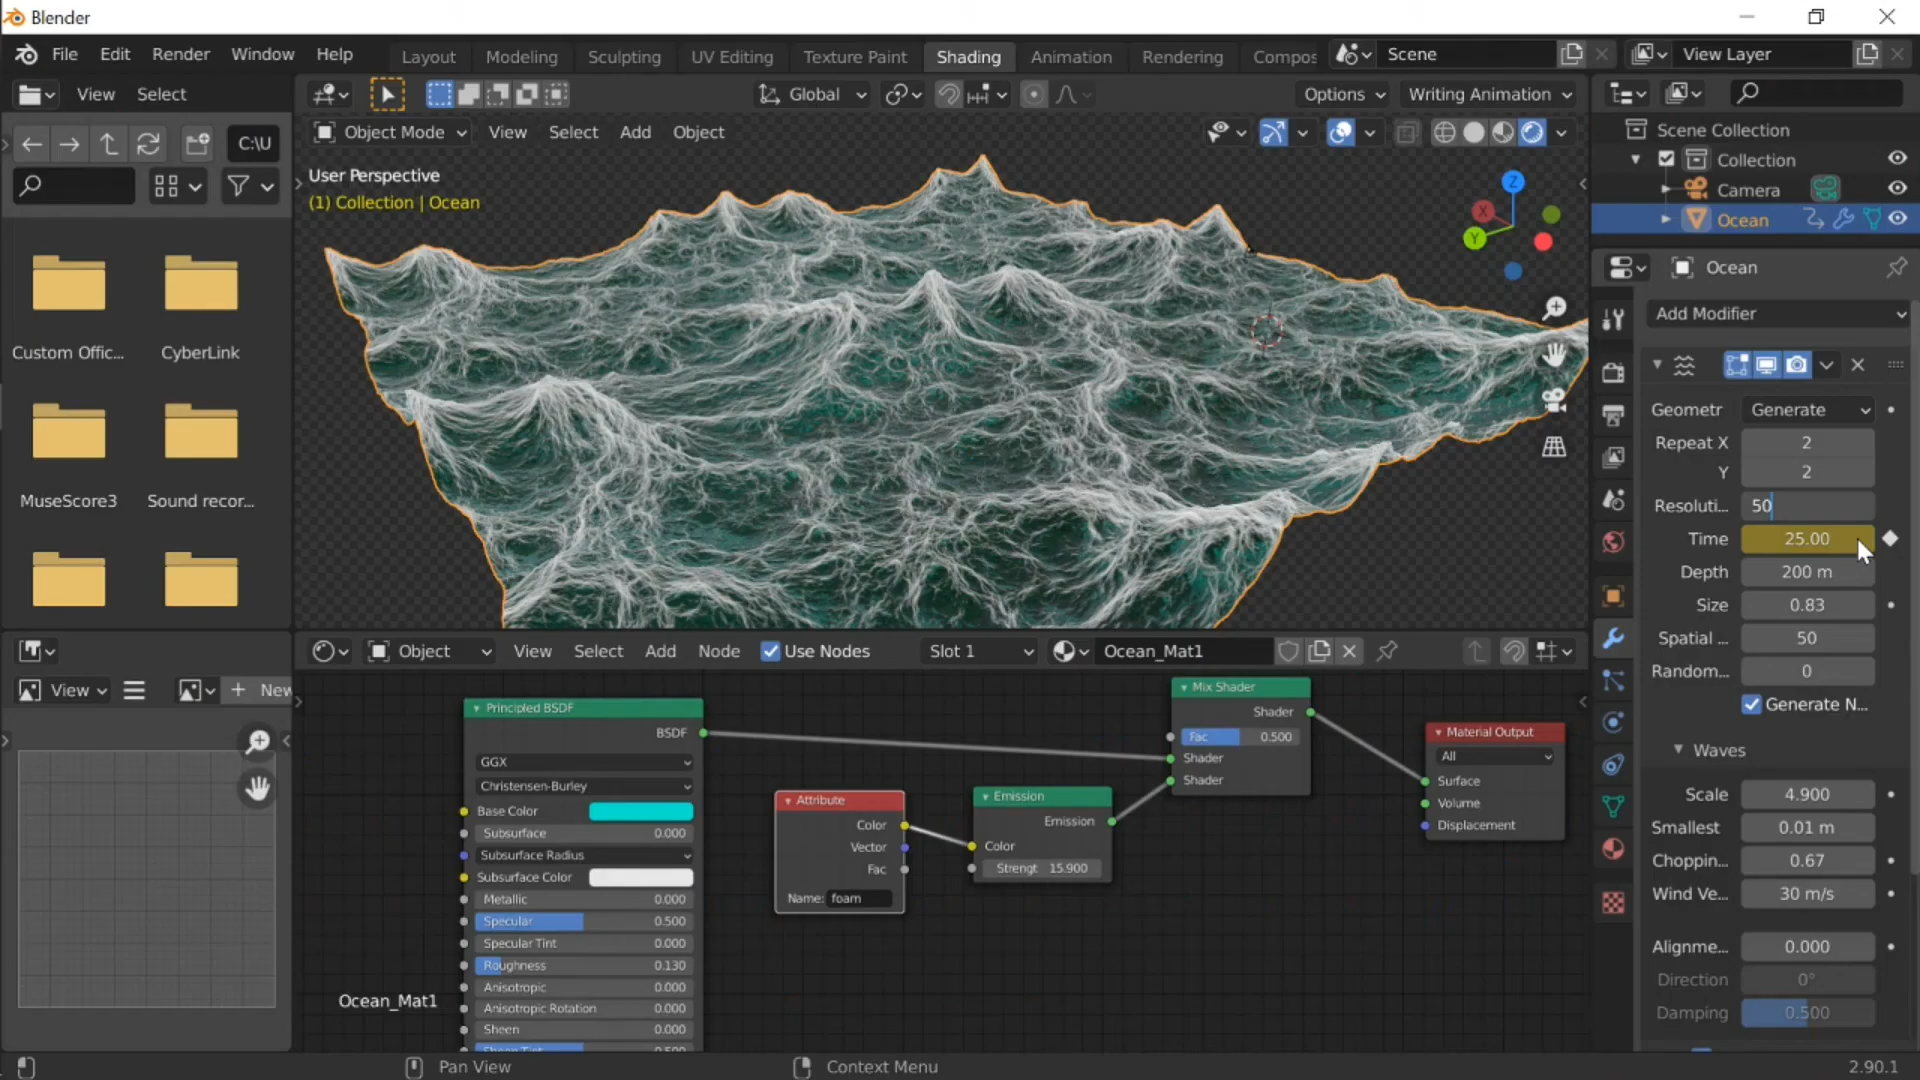 Blender
File Edit Render Window Help
Layout Modeling Sculpting UV Editing Texture Paint Shading Animation Rendering Compos
Scene
View Layer
View Select
Global
Options
Writing Animation
Object Mode View Select Add Object
C:\U
User Perspective
(1) Collection | Ocean
Z
X
Y
Custom Offic...
CyberLink
MuseScore3
Sound recor...
Scene Collection
Collection
Camera
Ocean
Ocean
Add Modifier
Geometr Generate
Repeat X 2
Y 2
Resoluti... 50
Time 25.00
Depth 200 m
Size 0.83
Spatial ... 50
Random... 0
Generate N...
Waves
Scale 4.900
Smallest 0.01 m
Choppin... 0.67
Wind Ve... 30 m/s
Alignme... 0.000
Direction 0°
Damping 0.500
View
New
Object View Select Add Node Use Nodes Slot 1 Ocean_Mat1
Principled BSDF
BSDF
GGX
Christensen-Burley
Base Color
Subsurface 0.000
Subsurface Radius
Subsurface Color
Metallic 0.000
Specular 0.500
Specular Tint 0.000
Roughness 0.130
Anisotropic 0.000
Anisotropic Rotation 0.000
Sheen 0.000
Sheen Tint 0.500
Attribute
Color
Vector
Fac
Name: foam
Emission
Emission
Color
Strengt 15.900
Mix Shader
Shader
Fac 0.500
Shader
Shader
Material Output
All
Surface
Volume
Displacement
Ocean_Mat1
Pan View
Context Menu
2.90.1